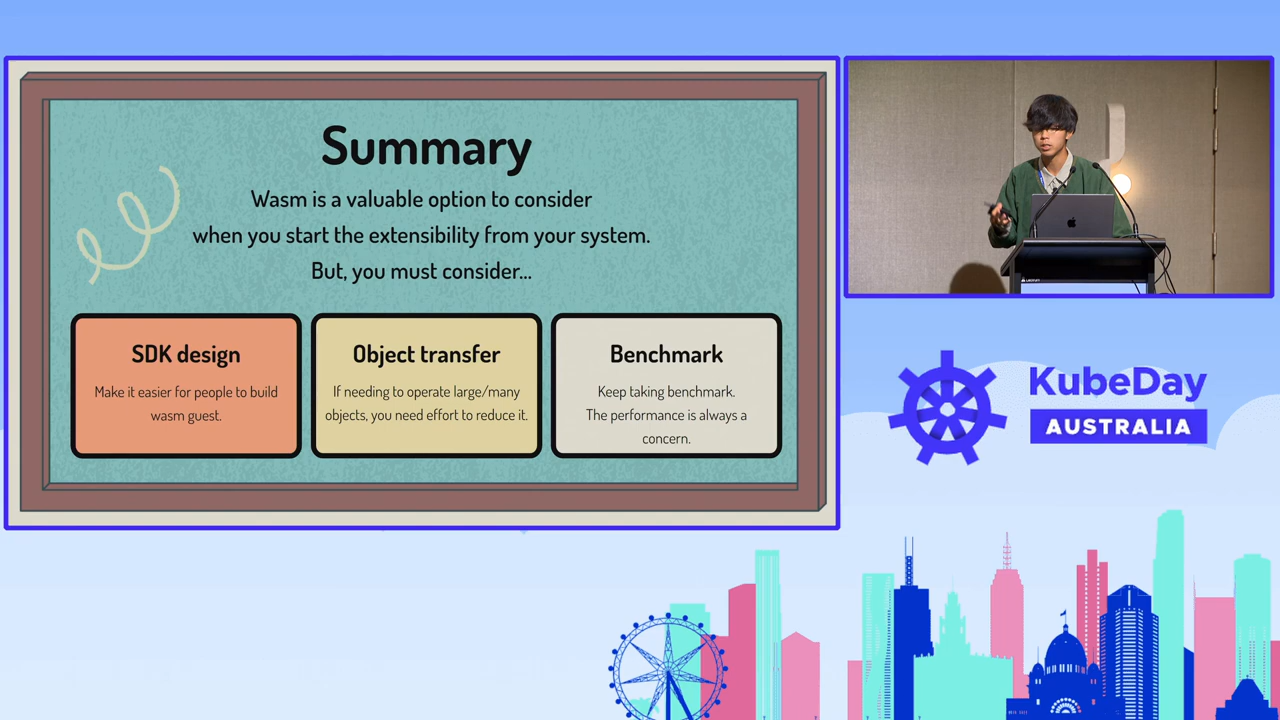 Summary
Wasm is a valuable option to consider
when you start the extensibility from your system.
But, you must consider...
SDK design
Make it easier for people to build
wasm guest.
Object transfer
If needing to operate large/many
objects, you need effort to reduce it.
Benchmark
Keep taking benchmark.
The performance is always a
concern.
KubeDay
AUSTRALIA